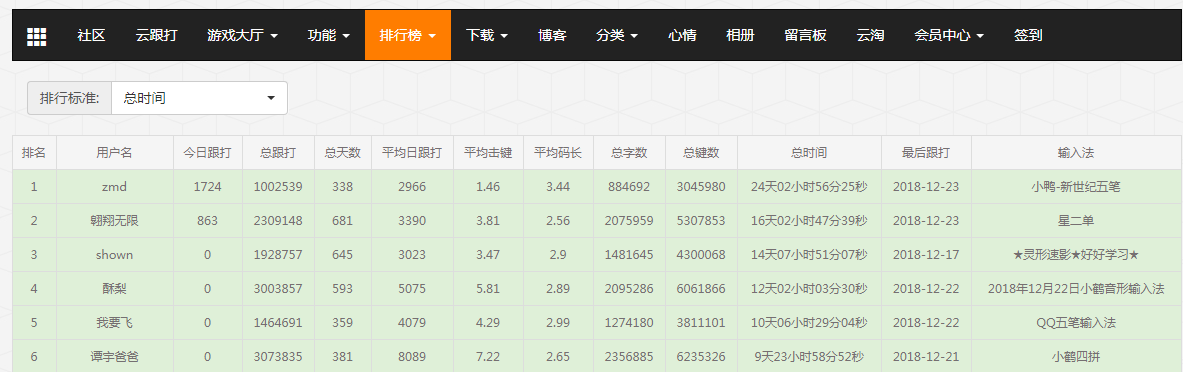 社区 云跟打 游戏大厅 功能 排行榜 下载 博客 分类 心情 相册 留言板 云淘 会员中心 签到
排行标准: 总时间
排名 用户名 今日跟打 总跟打 总天数 平均日跟打 平均击键 平均码长 总字数 总键数 总时间 最后跟打 输入法
1 zmd 1724 1002539 338 2966 1.46 3.44 884692 3045980 24天02小时56分25秒 2018-12-23 小鸭-新世纪五笔
2 翱翔无限 863 2309148 681 3390 3.81 2.56 2075959 5307853 16天02小时47分39秒 2018-12-23 星二单
3 shown 0 1928757 645 3023 3.47 2.9 1481645 4300068 14天07小时51分07秒 2018-12-17 ★灵形速影★好好学习★
4 酥梨 0 3003857 593 5075 5.81 2.89 2095286 6061866 12天02小时03分30秒 2018-12-22 2018年12月22日小鹤音形输入法
5 我要飞 0 1464691 359 4079 4.29 2.99 1274180 3811101 10天06小时29分04秒 2018-12-22 QQ五笔输入法
6 谭宇爸爸 0 3073835 381 8089 7.22 2.65 2356885 6235326 9天23小时58分52秒 2018-12-21 小鹤四拼